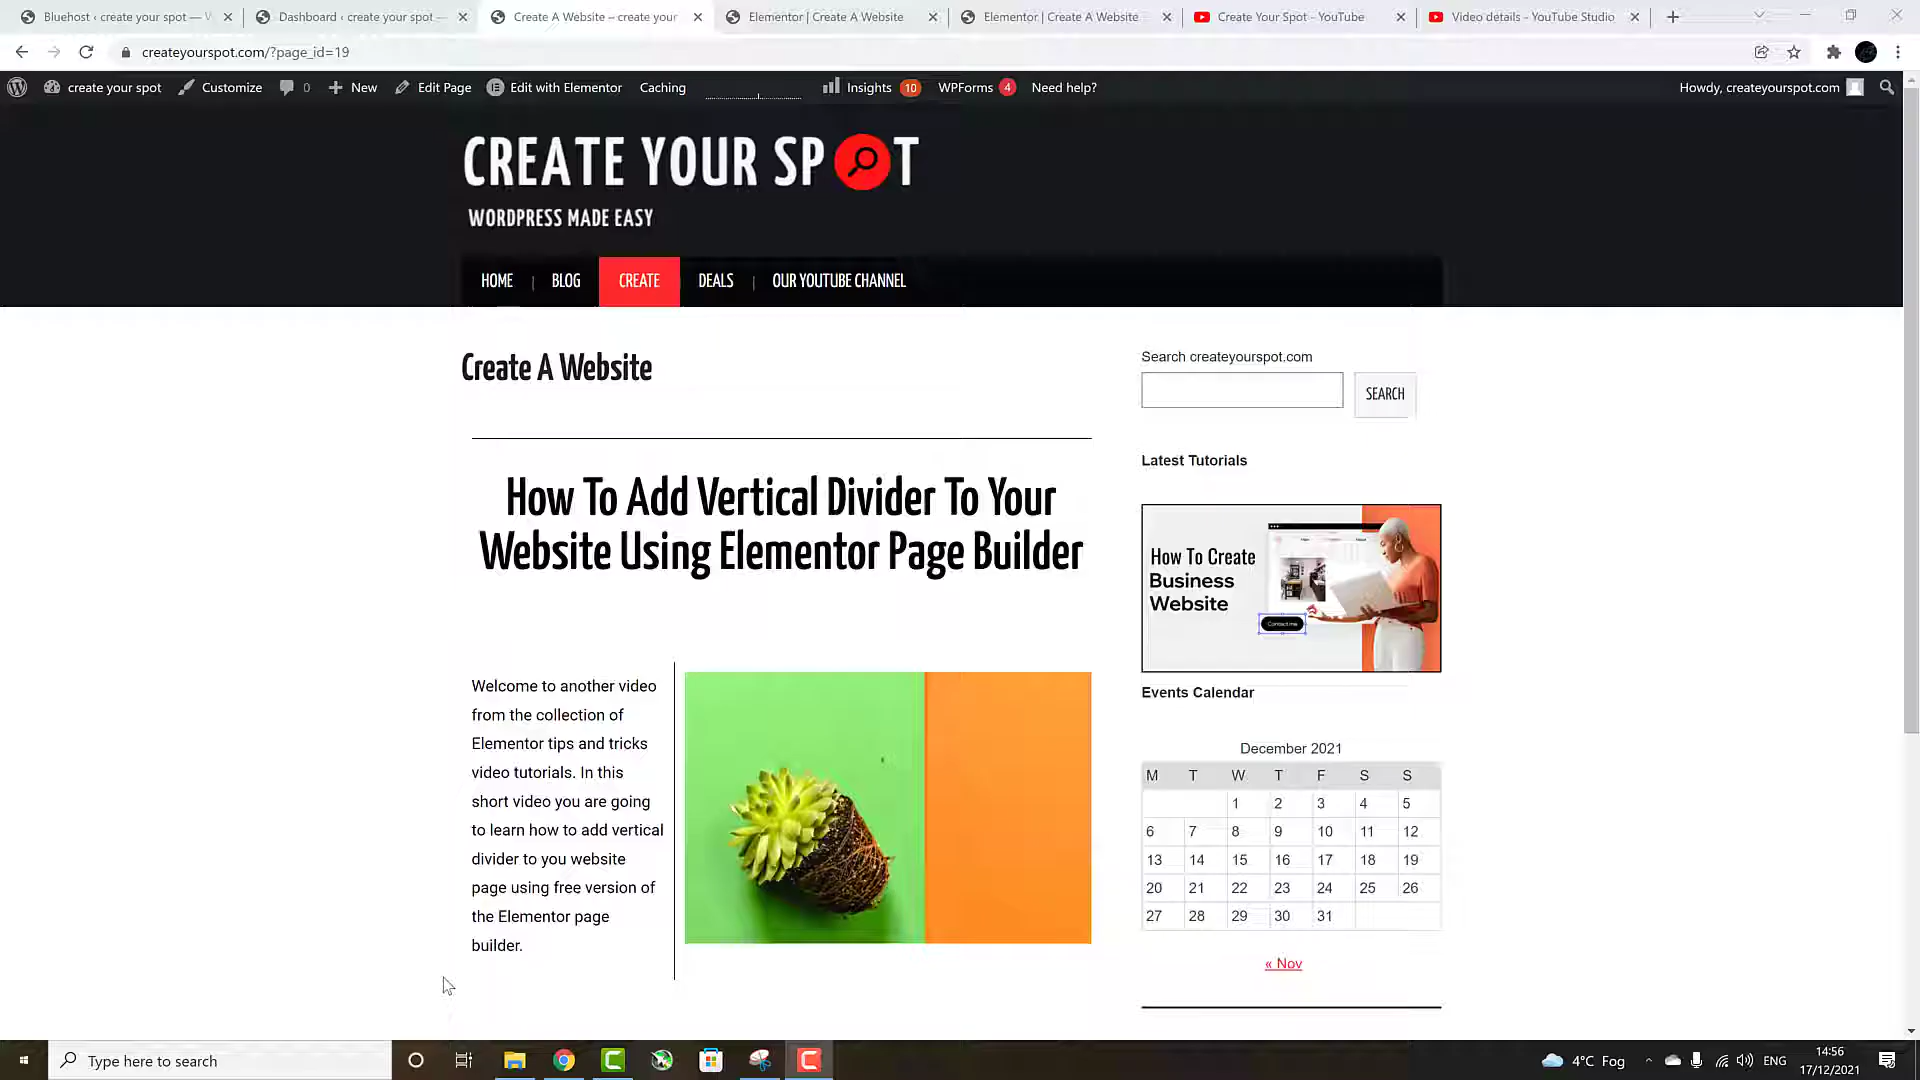 Bluehost ‹ create your spot — W
Dashboard ‹ create your spot —
Create A Website – create your
Elementor | Create A Website
Elementor | Create A Website
Create Your Spot - YouTube
Video details - YouTube Studio
createyourspot.com/?page_id=19
create your spot
Customize
0
New
Edit Page
Edit with Elementor
Caching
Insights 10
WPForms 4
Need help?
Howdy, createyourspot.com
CREATE YOUR SP T
WORDPRESS MADE EASY
HOME | BLOG CREATE DEALS | OUR YOUTUBE CHANNEL
Create A Website
How To Add Vertical Divider To Your
Website Using Elementor Page Builder
Welcome to another video
from the collection of
Elementor tips and tricks
video tutorials. In this
short video you are going
to learn how to add vertical
divider to you website
page using free version of
the Elementor page
builder.
Search createyourspot.com
SEARCH
Latest Tutorials
How To Create
Business
Website
Contact me
Events Calendar
December 2021
M T W T F S S
1 2 3 4 5
6 7 8 9 10 11 12
13 14 15 16 17 18 19
20 21 22 23 24 25 26
27 28 29 30 31
« Nov
Type here to search
4°C Fog
ENG
14:56
17/12/2021